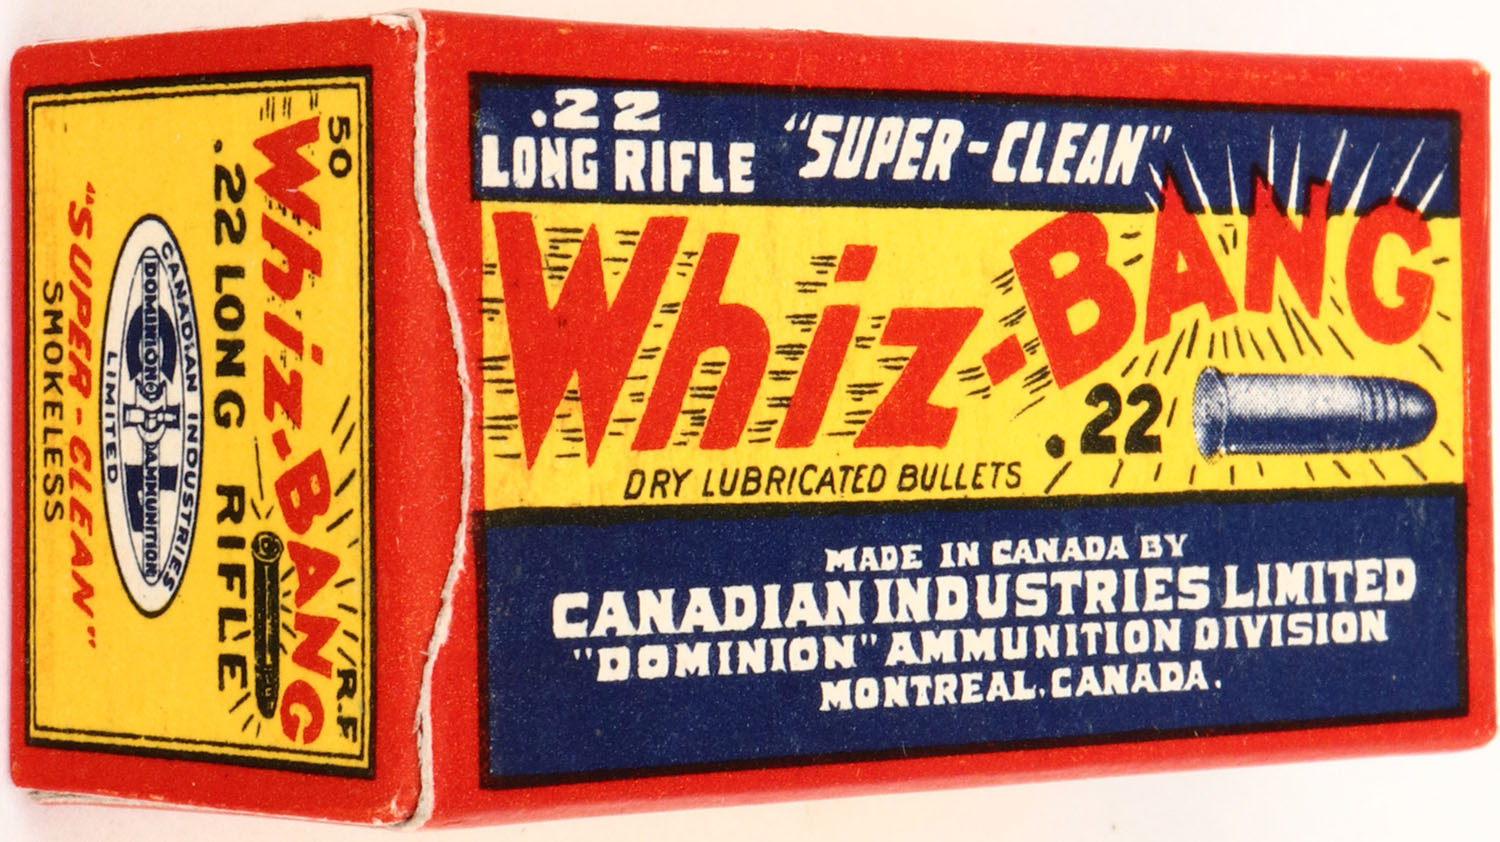 .22
LONG RIFLE
"SUPER-CLEAN"
Whiz-BANG
.22
DRY LUBRICATED BULLETS
MADE IN CANADA BY
CANADIAN INDUSTRIES LIMITED
"DOMINION" AMMUNITION DIVISION
MONTREAL, CANADA.
50
R.F
Whiz-BANG
.22 LONG RIFLE
CANADIAN INDUSTRIES
C
DOMINION AMMUNITION
L
LIMITED
"SUPER-CLEAN"
SMOKELESS